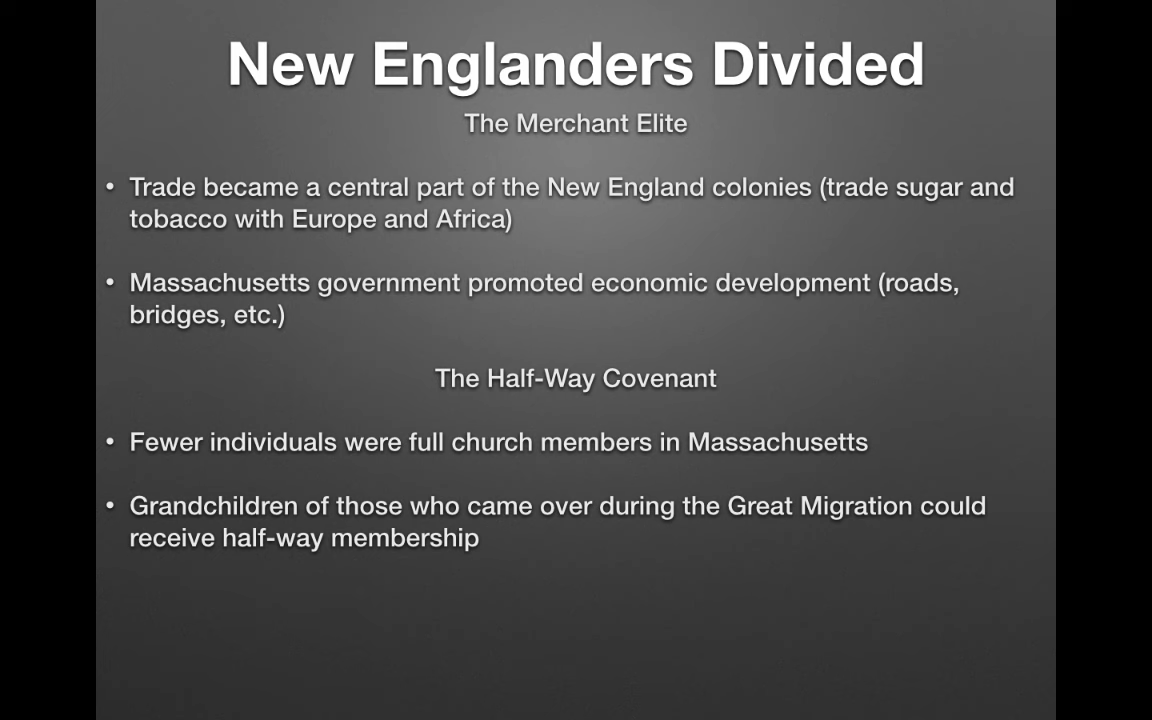 New Englanders Divided
The Merchant Elite
• Trade became a central part of the New England colonies (trade sugar and
tobacco with Europe and Africa)
• Massachusetts government promoted economic development (roads,
bridges, etc.)
The Half-Way Covenant
• Fewer individuals were full church members in Massachusetts
• Grandchildren of those who came over during the Great Migration could
receive half-way membership